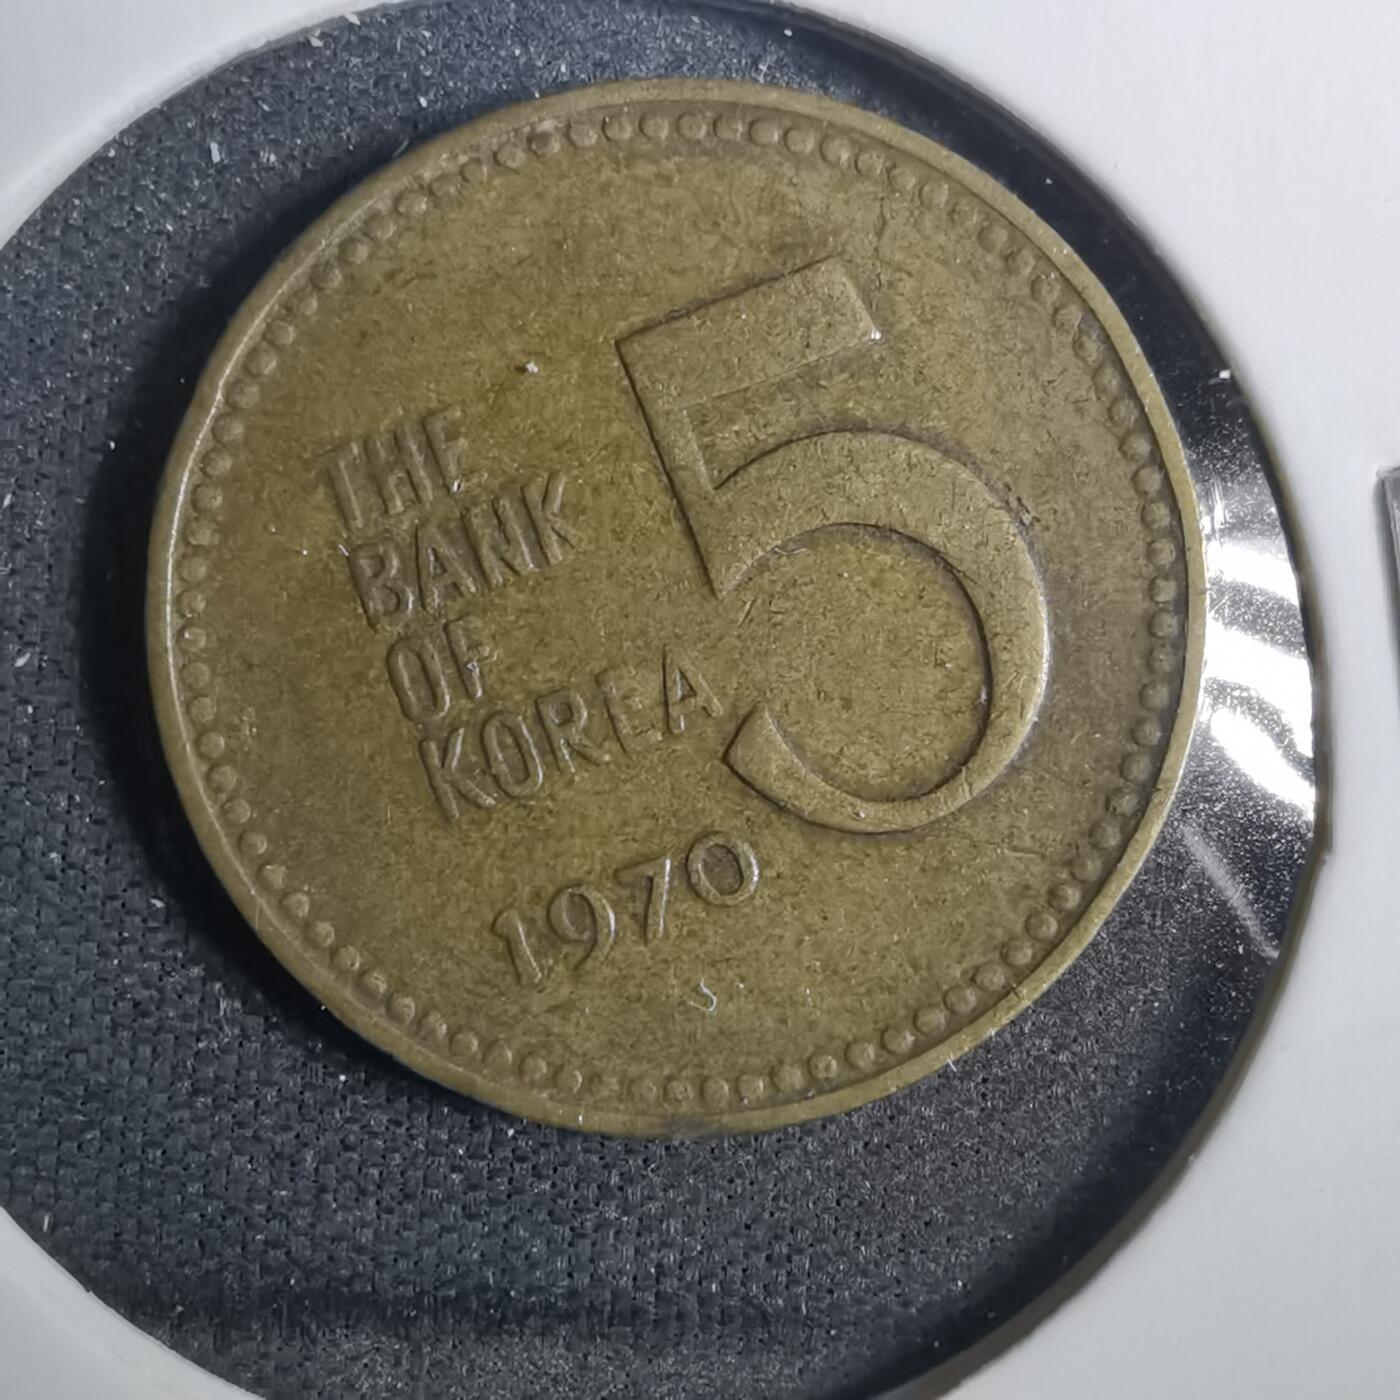 5
THE
BANK
OF
KOREA
1970